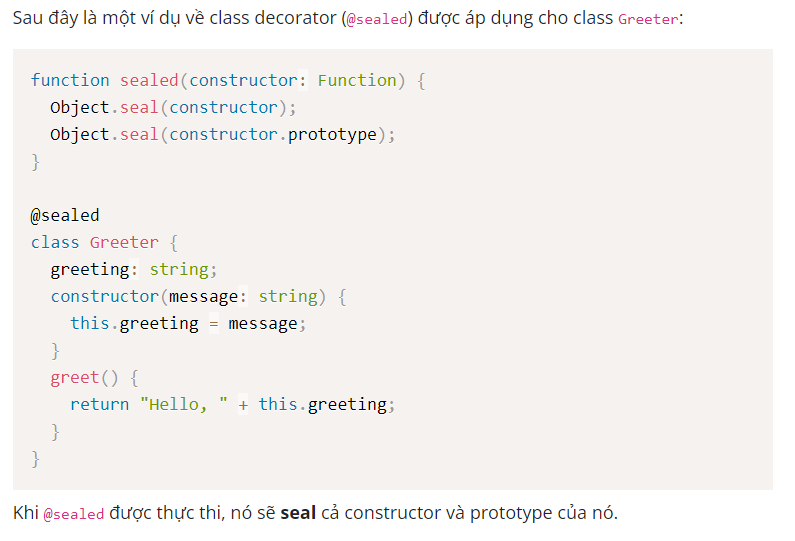 Sau đây là một ví dụ về class decorator (@sealed) được áp dụng cho class Greeter:
function sealed(constructor: Function) {
  Object.seal(constructor);
  Object.seal(constructor.prototype);
}
@sealed
class Greeter {
  greeting: string;
  constructor(message: string) {
    this.greeting = message;
  }
  greet() {
    return "Hello, " + this.greeting;
  }
}
Khi @sealed được thực thi, nó sẽ seal cả constructor và prototype của nó.